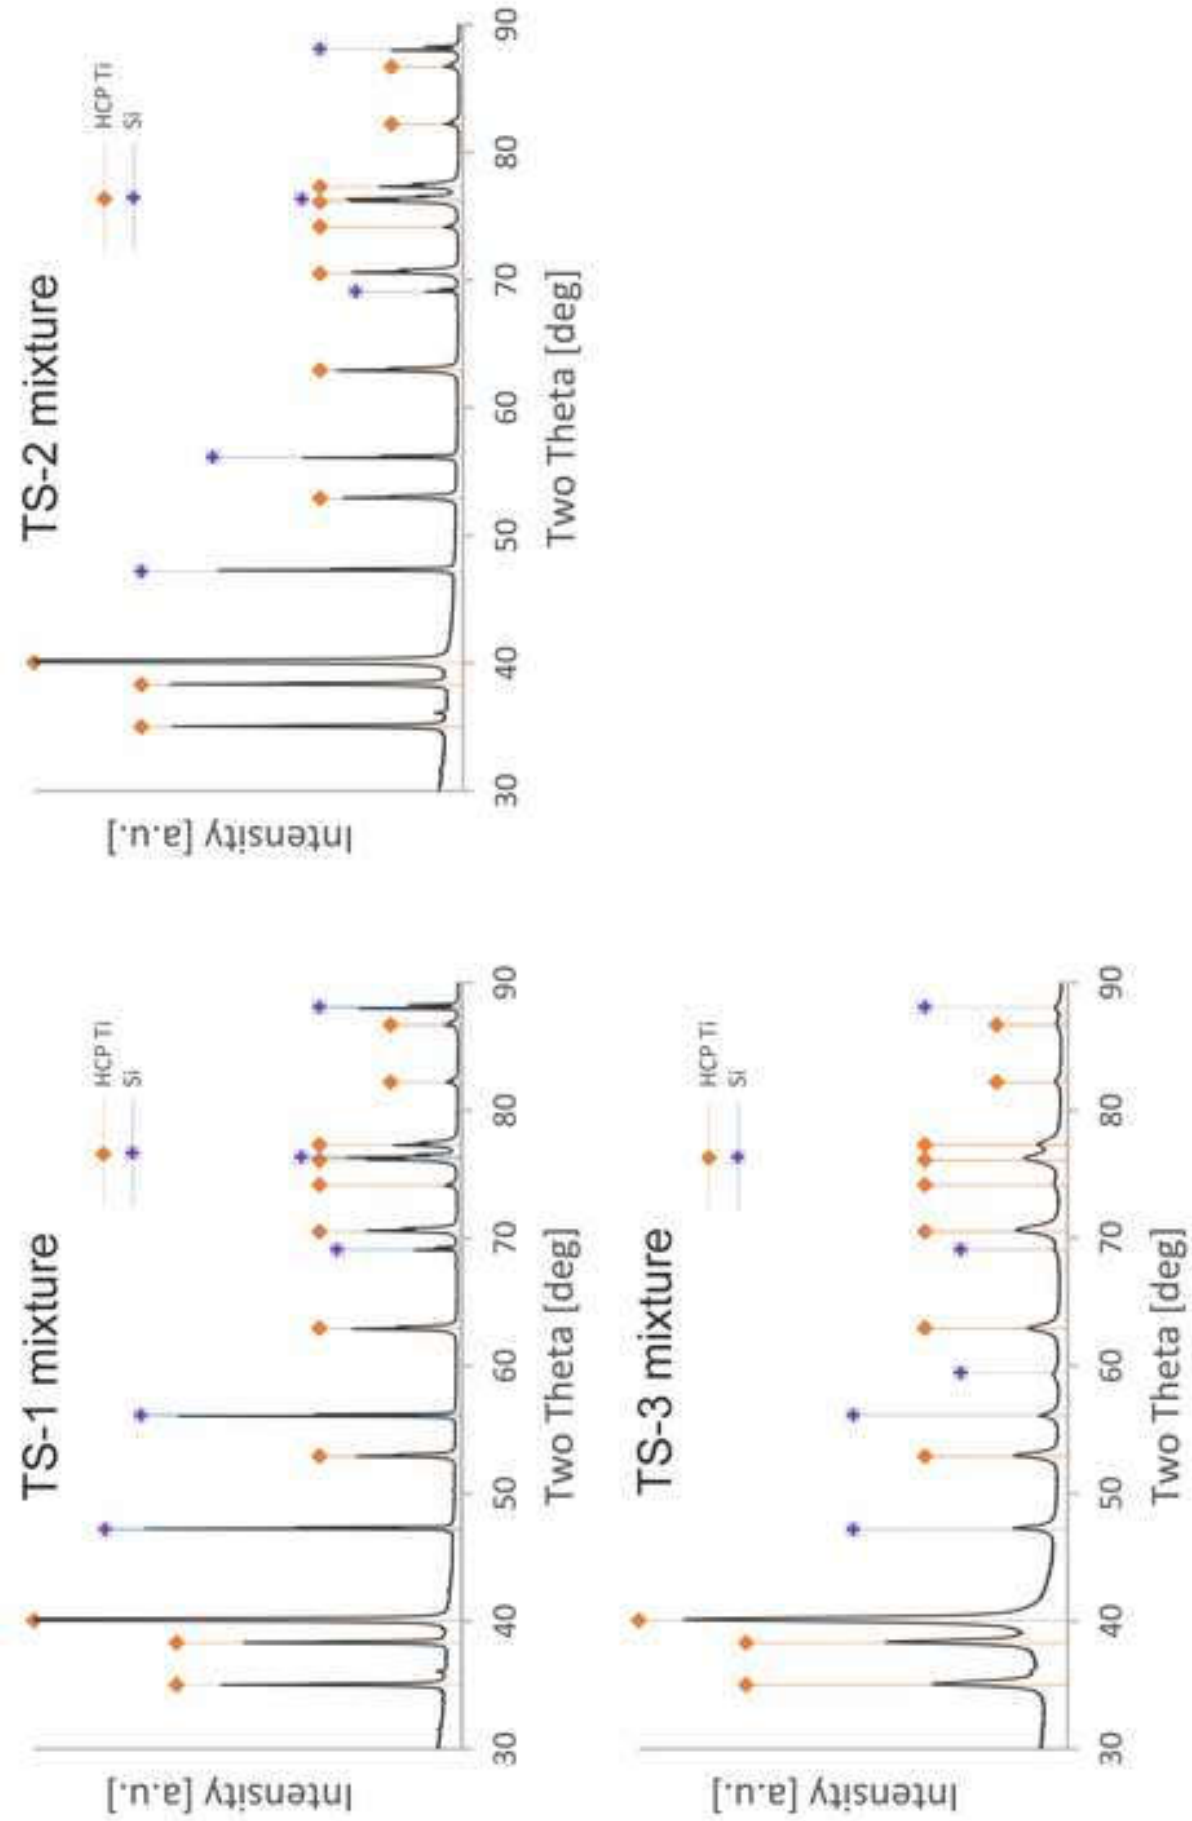 TS-1 mixture
HCP Ti
Si
Intensity [a.u.]
30 40 50 60 70 80 90
Two Theta [deg]
TS-2 mixture
HCP Ti
Si
Intensity [a.u.]
30 40 50 60 70 80 90
Two Theta [deg]
TS-3 mixture
HCP Ti
Si
Intensity [a.u.]
30 40 50 60 70 80 90
Two Theta [deg]